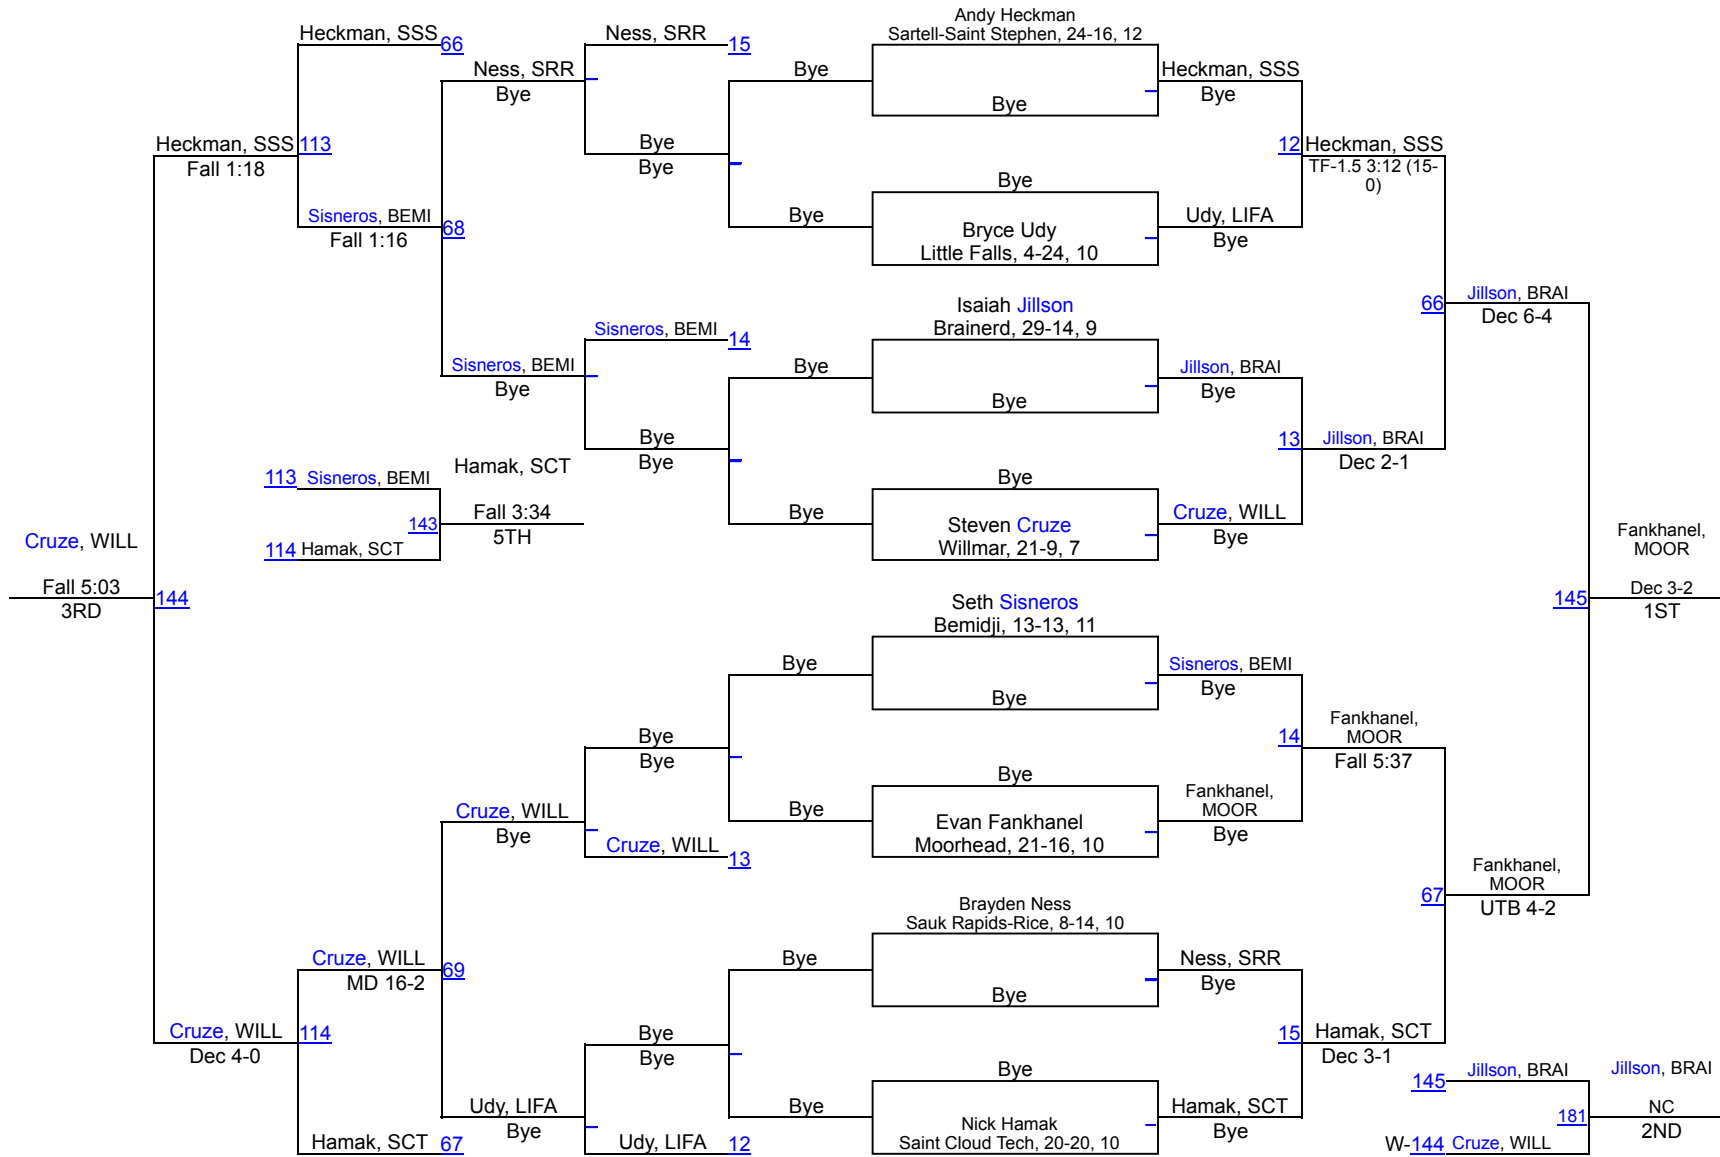 Heckman, SSS
66
Ness, SRR
15
Andy Heckman
Sartell-Saint Stephen, 24-16, 12
Ness, SRR
Bye
Bye
Bye
Heckman, SSS
Bye
Heckman, SSS
113
Fall 1:18
Bye
Bye
12
Heckman, SSS
TF-1.5 3:12 (15-
0)
Sisneros, BEMI
68
Fall 1:16
Bye
Bye
Bryce Udy
Little Falls, 4-24, 10
Udy, LIFA
Bye
Isaiah Jillson
Brainerd, 29-14, 9
66
Jillson, BRAI
Dec 6-4
Sisneros, BEMI
14
Sisneros, BEMI
Bye
Bye
Bye
Jillson, BRAI
Bye
Bye
Bye
13
Jillson, BRAI
Dec 2-1
113
Sisneros, BEMI
Hamak, SCT
143
Fall 3:34
5TH
114
Hamak, SCT
Bye
Bye
Steven Cruze
Willmar, 21-9, 7
Cruze, WILL
Bye
Cruze, WILL
Fall 5:03
3RD
144
Fankhanel,
MOOR
145
Dec 3-2
1ST
Seth Sisneros
Bemidji, 13-13, 11
Bye
Bye
Sisneros, BEMI
Bye
Bye
Bye
14
Fankhanel,
MOOR
Fall 5:37
Cruze, WILL
Bye
Cruze, WILL
13
Bye
Bye
Evan Fankhanel
Moorhead, 21-16, 10
Fankhanel,
MOOR
Bye
67
Fankhanel,
MOOR
UTB 4-2
Brayden Ness
Sauk Rapids-Rice, 8-14, 10
Cruze, WILL
69
MD 16-2
Bye
Bye
Ness, SRR
Bye
Cruze, WILL
114
Dec 4-0
Bye
Bye
15
Hamak, SCT
Dec 3-1
Udy, LIFA
Bye
Bye
Bye
Nick Hamak
Saint Cloud Tech, 20-20, 10
Hamak, SCT
Hamak, SCT
67
Udy, LIFA
12
145
Jillson, BRAI
Jillson, BRAI
181
NC
2ND
W-144
Cruze, WILL